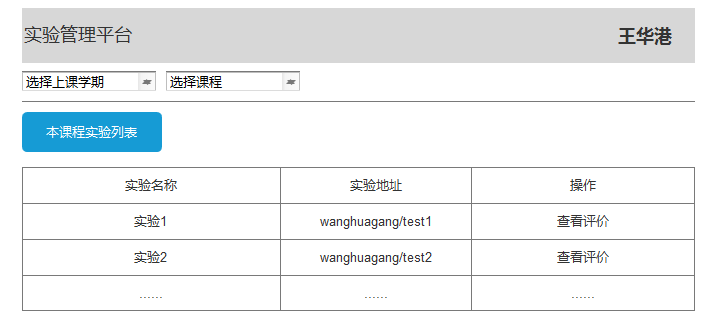 实验管理平台 王华港
选择上课学期 选择课程
本课程实验列表
实验名称 实验地址 操作
实验1 wanghuagang/test1 查看评价
实验2 wanghuagang/test2 查看评价
...... ...... ......